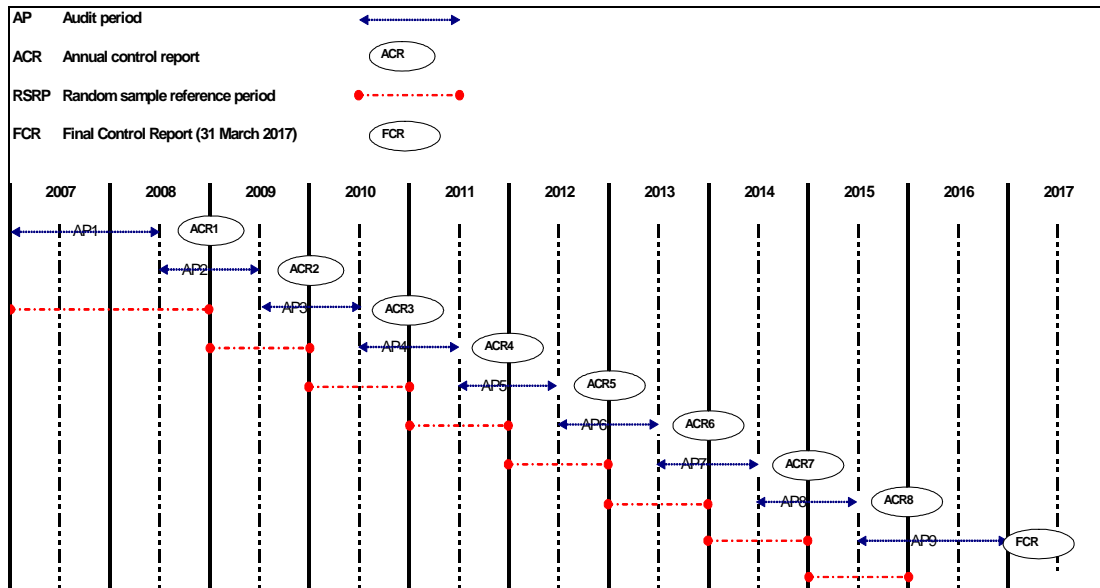 AP Audit period
ACR Annual control report ACR
RSRP Random sample reference period
FCR Final Control Report (31 March 2017) FCR
2007 2008 2009 2010 2011 2012 2013 2014 2015 2016 2017
AP1 ACR1
AP2 ACR2
AP3 ACR3
AP4 ACR4
AP5 ACR5
AP6 ACR6
AP7 ACR7
AP8 ACR8
AP9 FCR